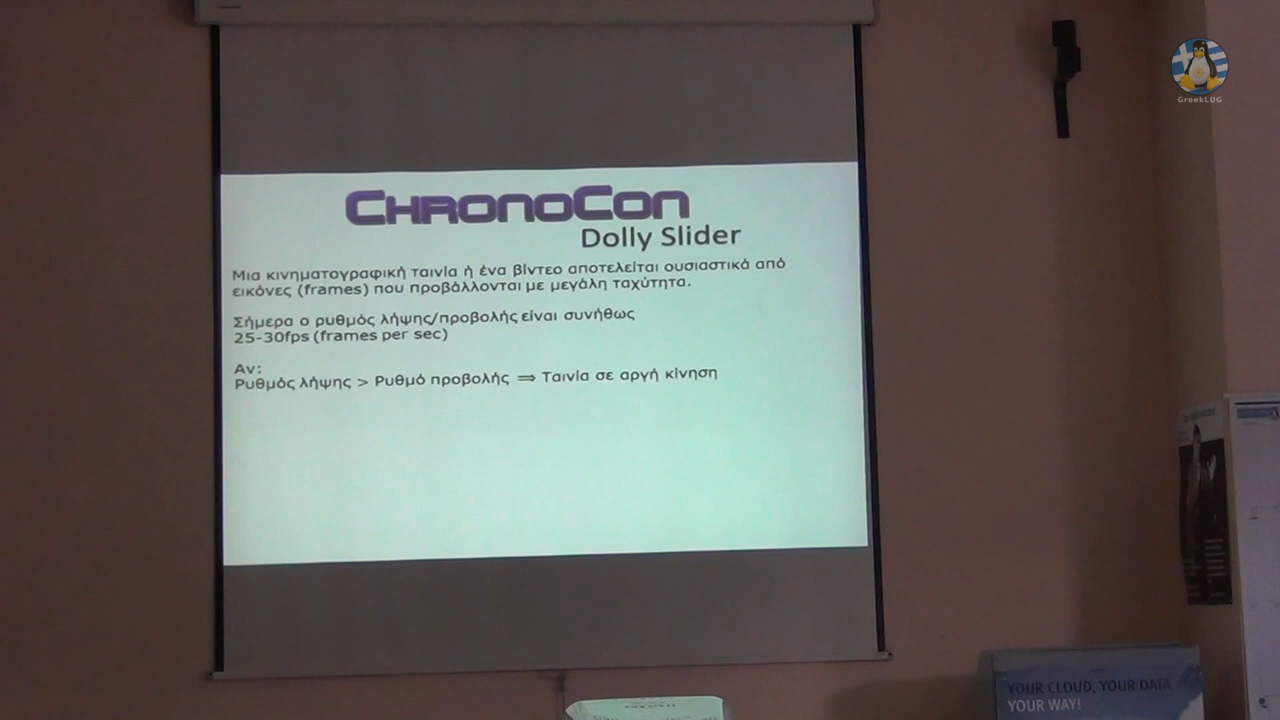 GreekLUG
ChronoCon
Dolly Slider
Μια κινηματογραφική ταινία ή ένα βίντεο αποτελείται ουσιαστικά από
εικόνες (frames) που προβάλλονται με μεγάλη ταχύτητα.
Σήμερα ο ρυθμός λήψης/προβολής είναι συνήθως
25-30fps (frames per sec)
Αν:
Ρυθμός λήψης > Ρυθμό προβολής ⟹ Ταινία σε αργή κίνηση
YOUR CLOUD, YOUR DATA
YOUR WAY!